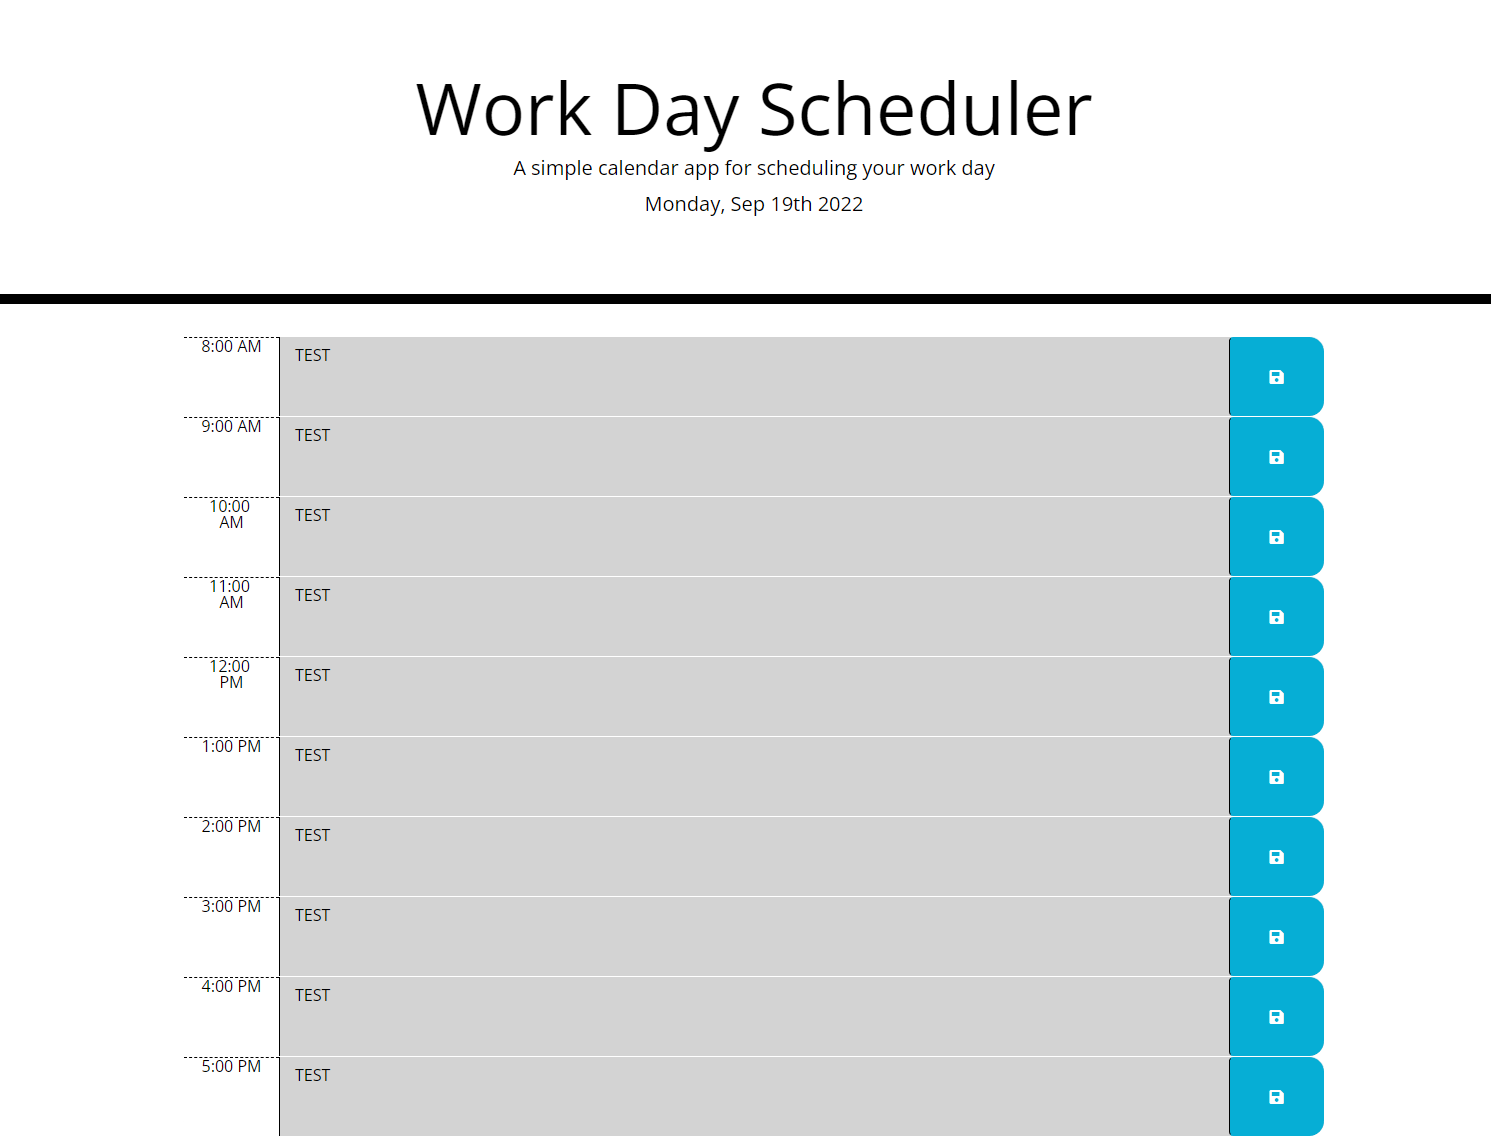 Work Day Scheduler
A simple calendar app for scheduling your work day
Monday, Sep 19th 2022
8:00 AM
TEST
9:00 AM
TEST
10:00
AM
TEST
11:00
AM
TEST
12:00
PM
TEST
1:00 PM
TEST
2:00 PM
TEST
3:00 PM
TEST
4:00 PM
TEST
5:00 PM
TEST